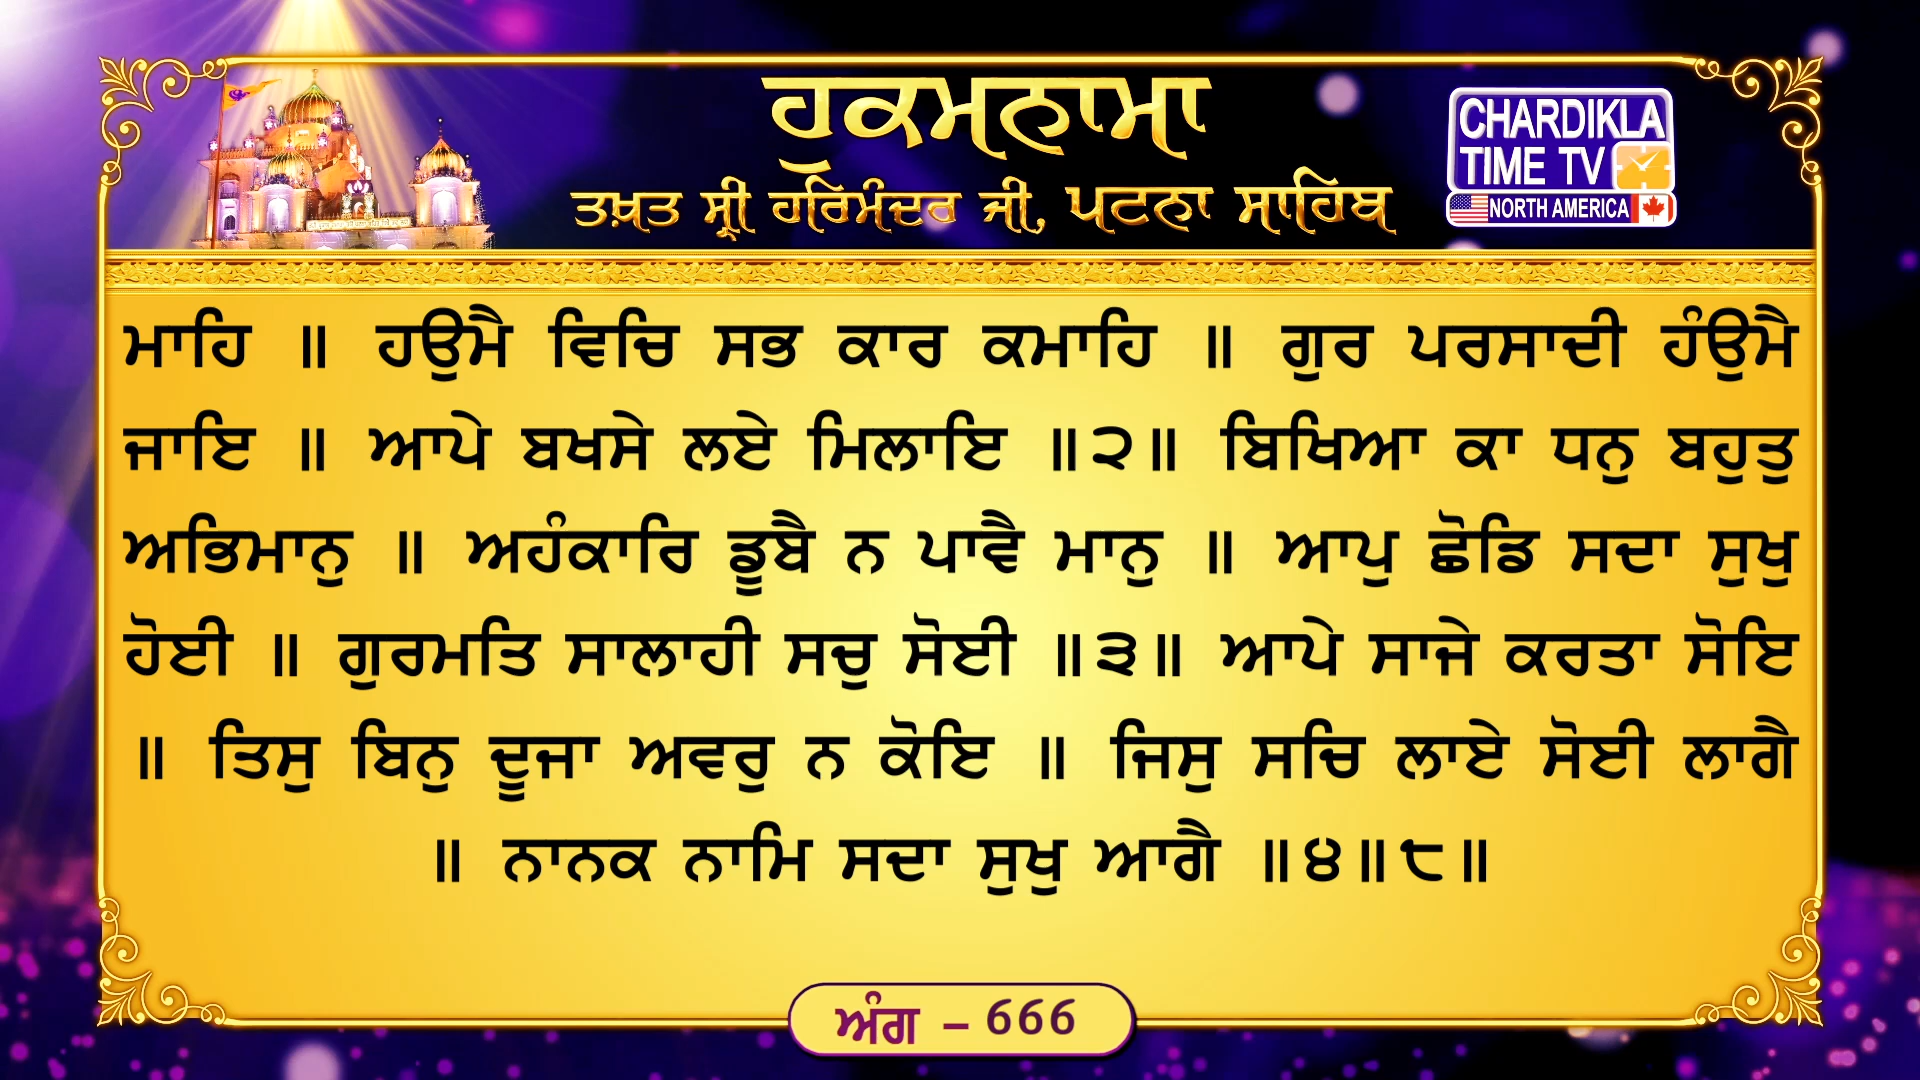 ਹੁਕਮਨਾਮਾ
ਤਖ਼ਤ ਸ੍ਰੀ ਹਰਿਮੰਦਰ ਜੀ, ਪਟਨਾ ਸਾਹਿਬ
CHARDIKLA
TIME TV
NORTH AMERICA
ਮਾਹਿ ॥ ਹਉਮੈ ਵਿਚਿ ਸਭ ਕਾਰ ਕਮਾਹਿ ॥ ਗੁਰ ਪਰਸਾਦੀ ਹੰਉਮੈ
ਜਾਇ ॥ ਆਪੇ ਬਖਸੇ ਲਏ ਮਿਲਾਇ ॥੨॥ ਬਿਖਿਆ ਕਾ ਧਨੁ ਬਹੁਤੁ
ਅਭਿਮਾਨੁ ॥ ਅਹੰਕਾਰਿ ਡੂਬੈ ਨ ਪਾਵੈ ਮਾਨੁ ॥ ਆਪੁ ਛੋਡਿ ਸਦਾ ਸੁਖੁ
ਹੋਈ ॥ ਗੁਰਮਤਿ ਸਾਲਾਹੀ ਸਚੁ ਸੋਈ ॥੩॥ ਆਪੇ ਸਾਜੇ ਕਰਤਾ ਸੋਇ
॥ ਤਿਸੁ ਬਿਨੁ ਦੂਜਾ ਅਵਰੁ ਨ ਕੋਇ ॥ ਜਿਸੁ ਸਚਿ ਲਾਏ ਸੋਈ ਲਾਗੈ
॥ ਨਾਨਕ ਨਾਮਿ ਸਦਾ ਸੁਖੁ ਆਗੈ ॥੪॥੮॥
ਅੰਗ – 666